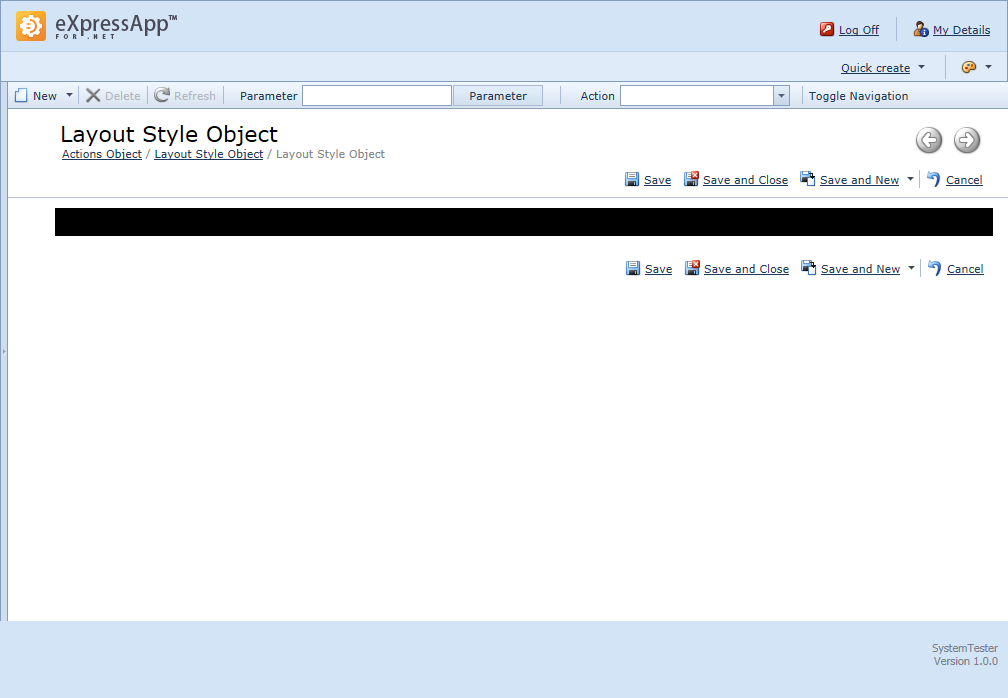 eXpressApp™
FOR .NET
Log Off My Details
Quick create
New Delete Refresh Parameter Parameter Action Toggle Navigation
Layout Style Object
Actions Object / Layout Style Object / Layout Style Object
Save Save and Close Save and New Cancel
Save Save and Close Save and New Cancel
SystemTester
Version 1.0.0